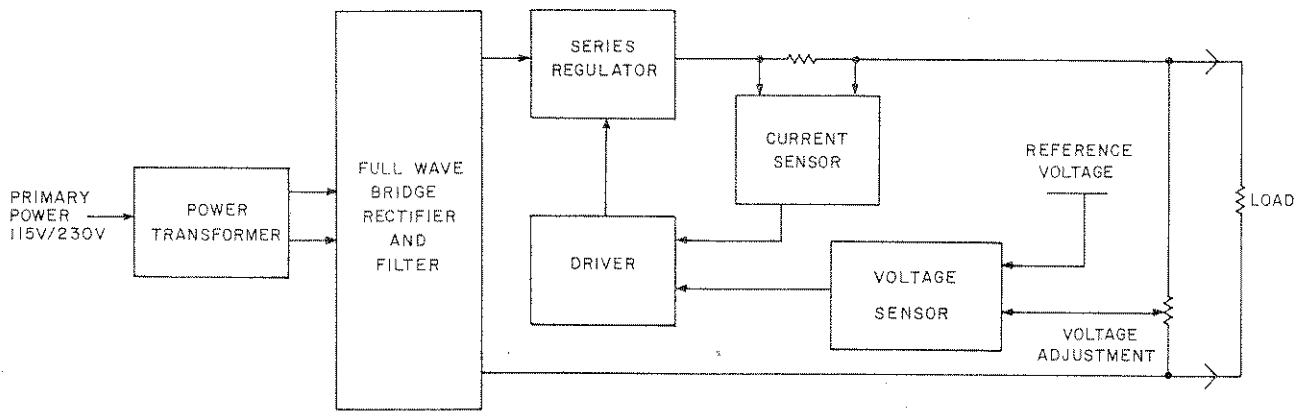 PRIMARY
POWER
115V/230V
POWER
TRANSFORMER
FULL WAVE
BRIDGE
RECTIFIER
AND
FILTER
SERIES
REGULATOR
CURRENT
SENSOR
DRIVER
REFERENCE
VOLTAGE
VOLTAGE
SENSOR
VOLTAGE
ADJUSTMENT
LOAD